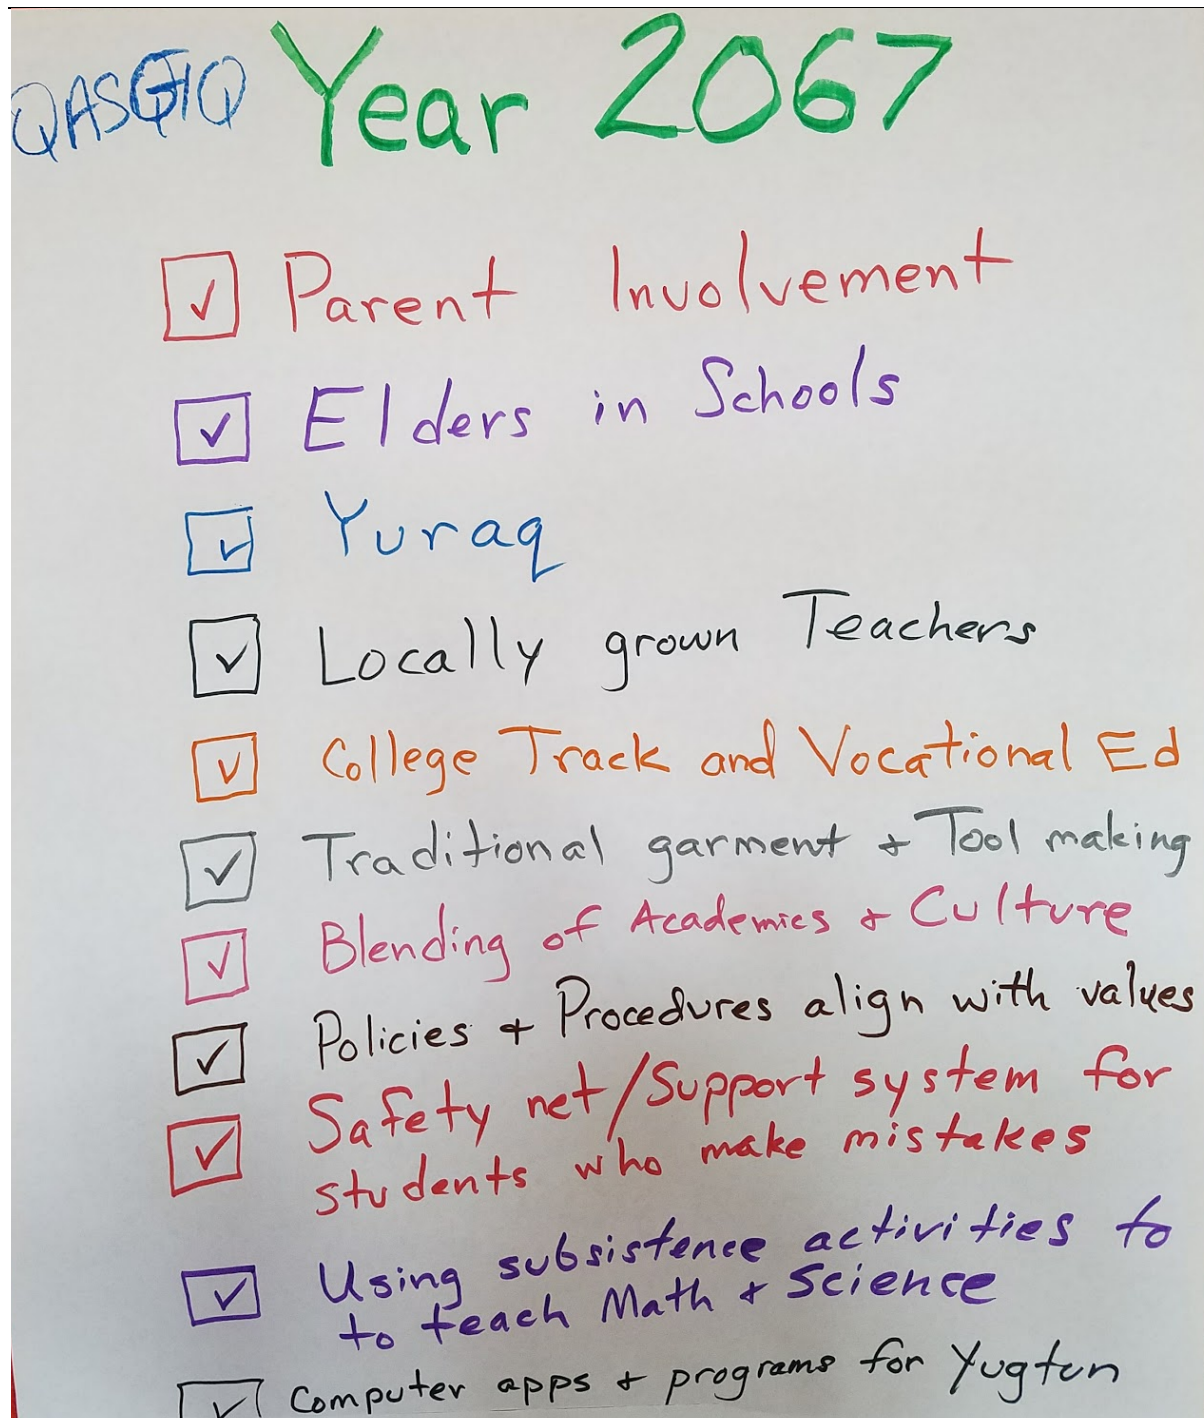 QASGIQ Year 2067
Parent Involvement
Elders in Schools
Yuraq
Locally grown Teachers
College Track and Vocational Ed
Traditional garment + Tool making
Blending of Academics + Culture
Policies + Procedures align with values
Safety net/Support system for
students who make mistakes
Using subsistence activities to
to teach Math + Science
Computer apps + programs for Yugtun